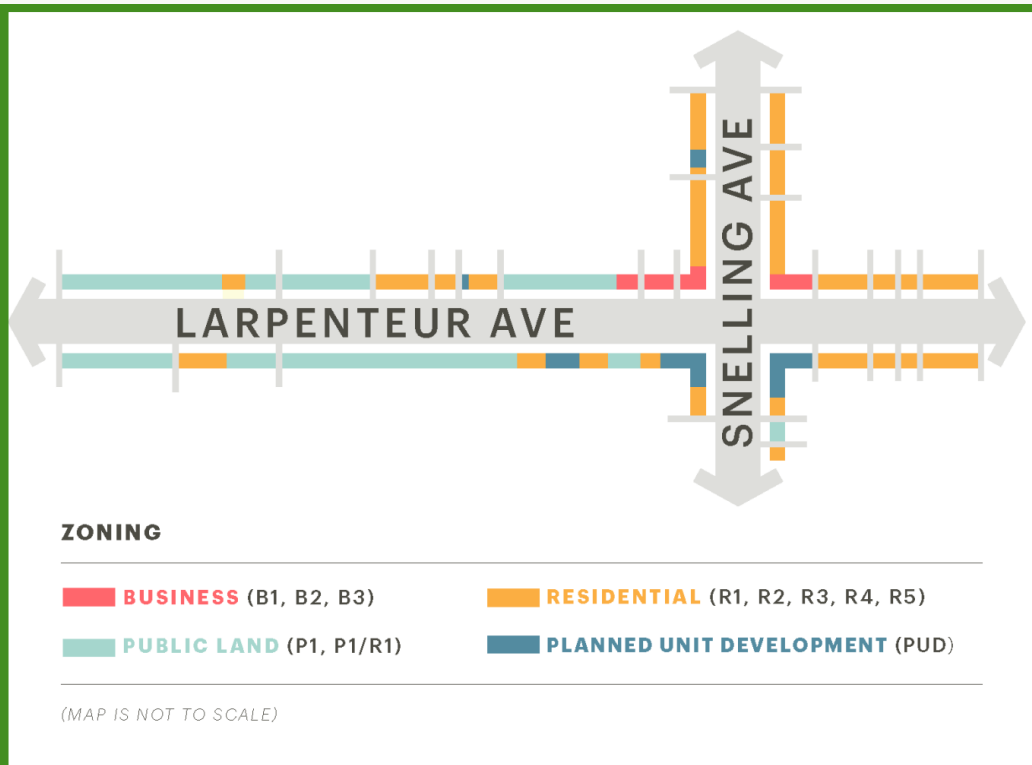 SNELLING AVE
LARPENTEUR AVE
ZONING
BUSINESS (B1, B2, B3)
RESIDENTIAL (R1, R2, R3, R4, R5)
PUBLIC LAND (P1, P1/R1)
PLANNED UNIT DEVELOPMENT (PUD)
(MAP IS NOT TO SCALE)